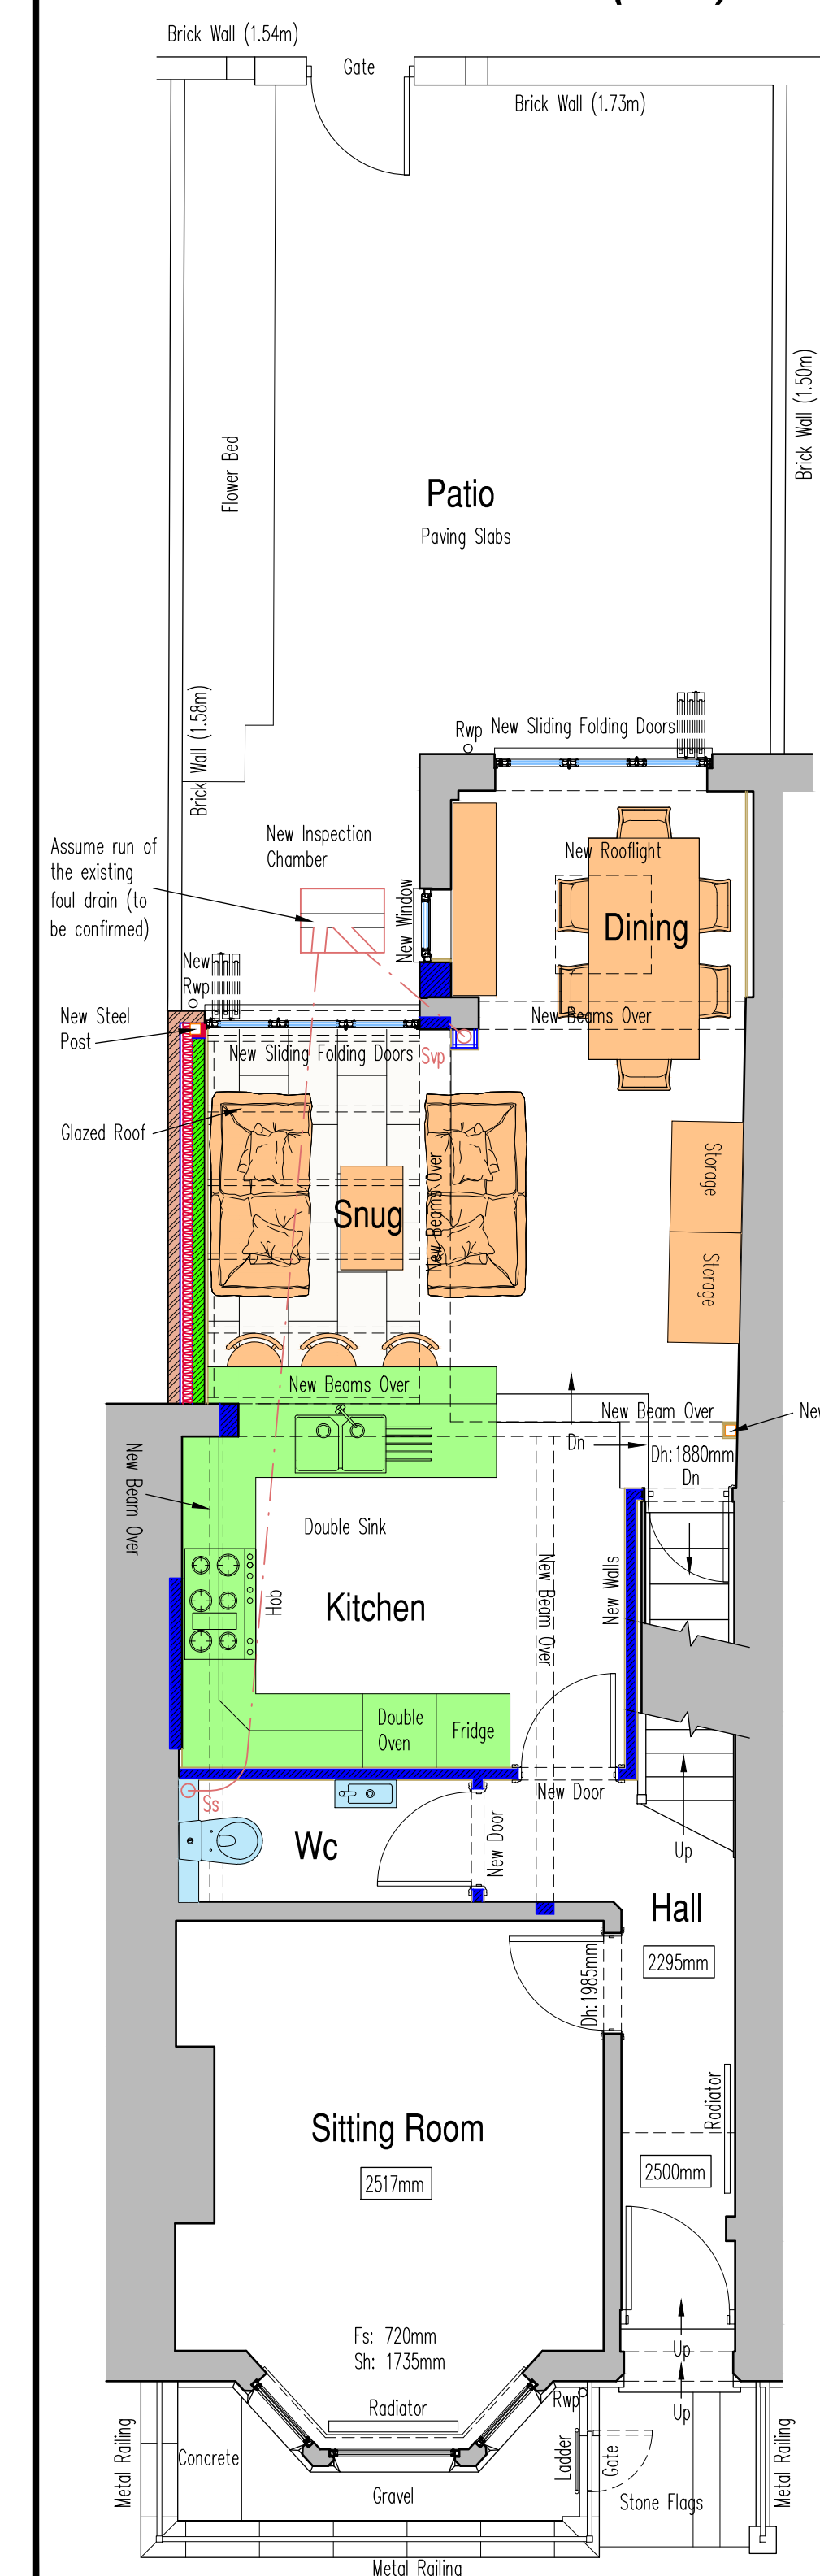 Brick Wall (1.54m)
Gate
Brick Wall (1.73m)
Brick Wall (1.50m)
Flower Bed
Patio
Paving Slabs
Brick Wall (1.58m)
Rwp
New Sliding Folding Doors
Assume run of
the existing
foul drain (to
be confirmed)
New Inspection
Chamber
New Window
New Rooflight
Dining
New
Rwp
New Steel
Post
New Beams Over
New Sliding Folding Doors
Svp
Glazed Roof
New Beams Over
Snug
Storage
Storage
New Beams Over
New Beam Over
Dn
Dh:1880mm
Dn
New Beam Over
Double Sink
Hob
Kitchen
New Beam Over
New Walls
Double
Oven
Fridge
New Door
Ss
Wc
New Door
Up
Hall
2295mm
Dh:1985mm
Radiator
Sitting Room
2517mm
2500mm
Fs: 720mm
Sh: 1735mm
Up
Radiator
Rwp
Up
Metal Railing
Concrete
Gravel
Ladder
Gate
Stone Flags
Metal Railing
Metal Railing